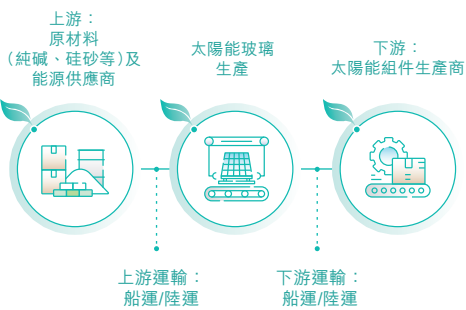 上游：
原材料
（純碱、硅砂等）及
能源供應商
太陽能玻璃
生產
下游：
太陽能組件生產商
上游運輸：
船運/陸運
下游運輸：
船運/陸運